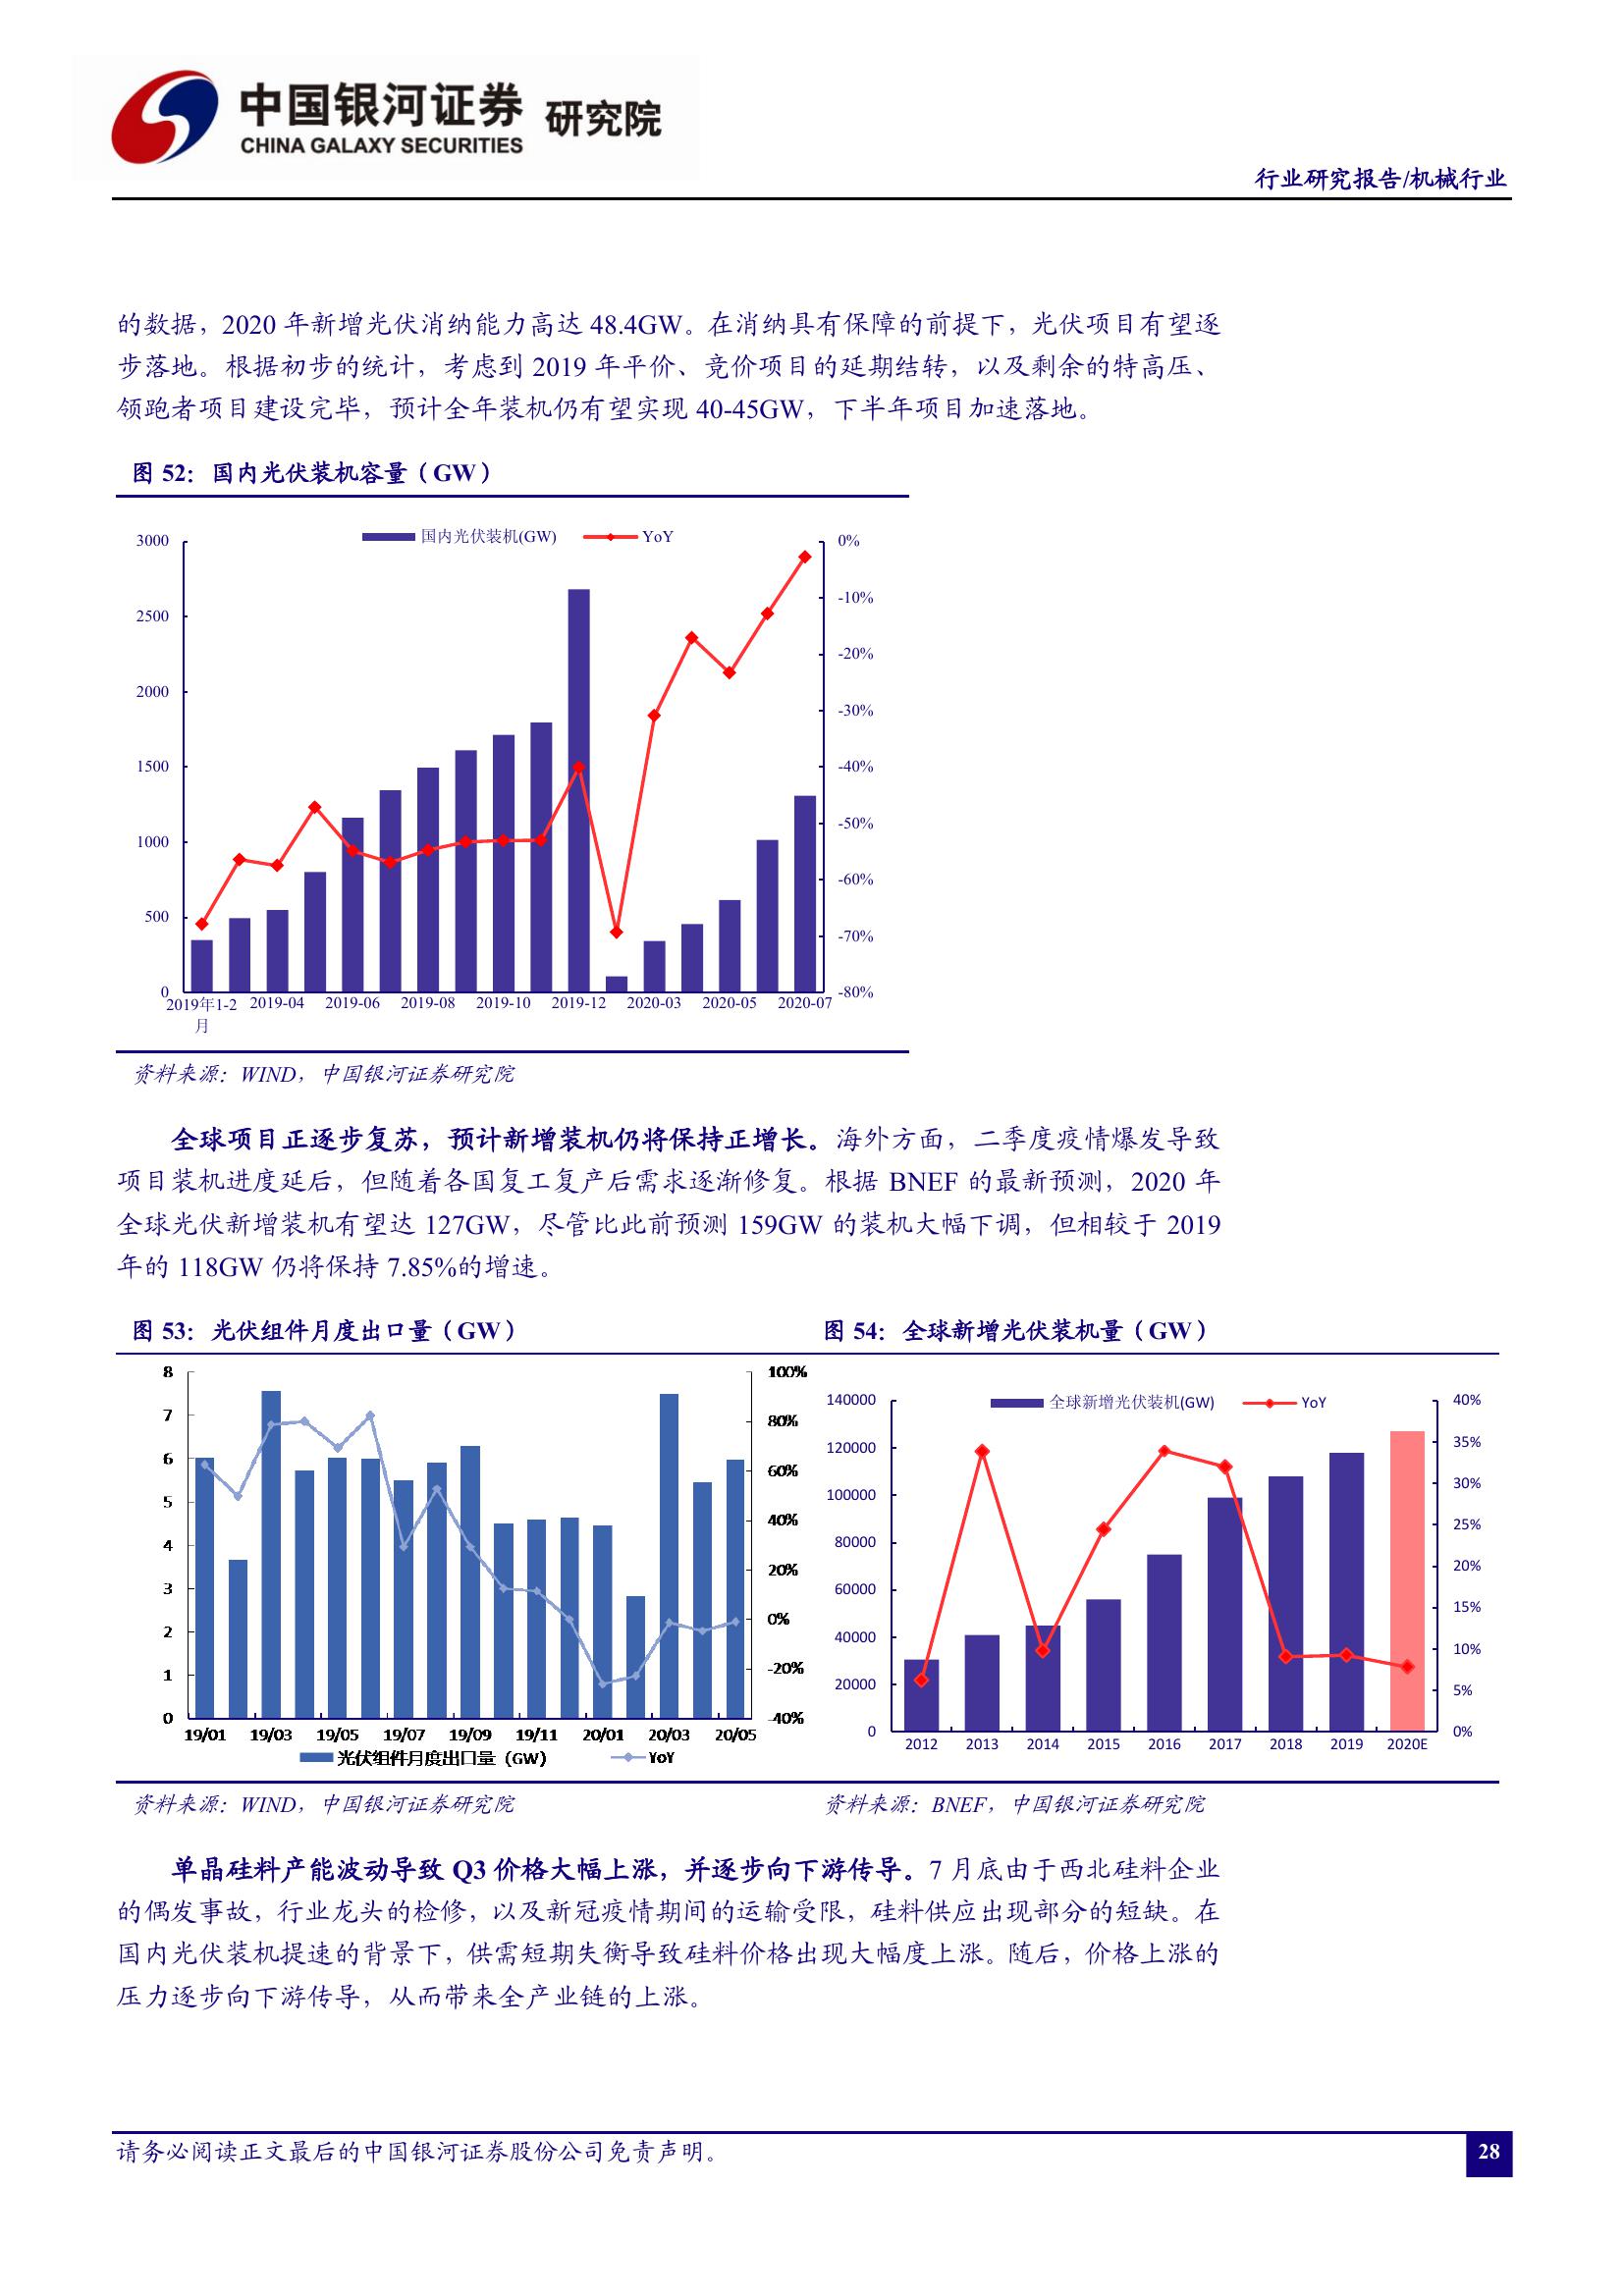 中国银河证券 研究院
CHINA GALAXY SECURITIES
行业研究报告/机械行业
的数据，2020 年新增光伏消纳能力高达 48.4GW。在消纳具有保障的前提下，光伏项目有望逐
步落地。根据初步的统计，考虑到 2019 年平价、竞价项目的延期结转，以及剩余的特高压、
领跑者项目建设完毕，预计全年装机仍有望实现 40-45GW，下半年项目加速落地。
图 52：国内光伏装机容量（GW）
国内光伏装机(GW) YoY
3000 0%
-10%
2500
-20%
2000
-30%
1500 -40%
-50%
1000
-60%
500
-70%
0 -80%
2019年1-2月 2019-04 2019-06 2019-08 2019-10 2019-12 2020-03 2020-05 2020-07
资料来源：WIND，中国银河证券研究院
全球项目正逐步复苏，预计新增装机仍将保持正增长。海外方面，二季度疫情爆发导致
项目装机进度延后，但随着各国复工复产后需求逐渐修复。根据 BNEF 的最新预测，2020 年
全球光伏新增装机有望达 127GW，尽管比此前预测 159GW 的装机大幅下调，但相较于 2019
年的 118GW 仍将保持 7.85%的增速。
图 53：光伏组件月度出口量（GW）
8 100%
7
80%
6
60%
5
40%
4
3 20%
2 0%
1 -20%
0 -40%
19/01 19/03 19/05 19/07 19/09 19/11 20/01 20/03 20/05
光伏组件月度出口量（GW） YoY
资料来源：WIND，中国银河证券研究院
图 54：全球新增光伏装机量（GW）
全球新增光伏装机(GW) YoY
140000 40%
120000 35%
30%
100000
25%
80000
20%
60000
15%
40000 10%
20000 5%
0 0%
2012 2013 2014 2015 2016 2017 2018 2019 2020E
资料来源：BNEF，中国银河证券研究院
单晶硅料产能波动导致 Q3 价格大幅上涨，并逐步向下游传导。7 月底由于西北硅料企业
的偶发事故，行业龙头的检修，以及新冠疫情期间的运输受限，硅料供应出现部分的短缺。在
国内光伏装机提速的背景下，供需短期失衡导致硅料价格出现大幅度上涨。随后，价格上涨的
压力逐步向下游传导，从而带来全产业链的上涨。
请务必阅读正文最后的中国银河证券股份公司免责声明。
28